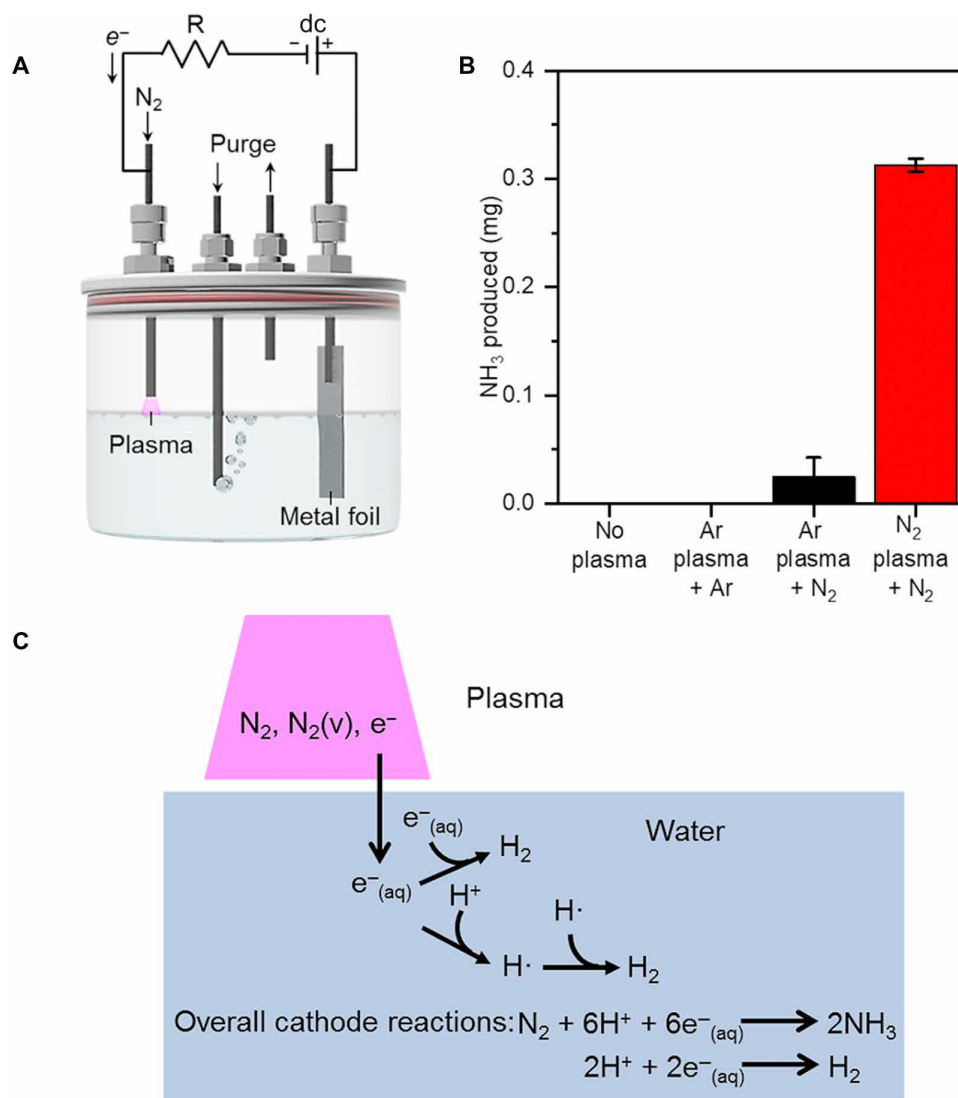 A
e⁻
R
dc
− +
N₂
Purge
Plasma
Metal foil
B
NH₃ produced (mg)
0.4
0.3
0.2
0.1
0.0
No
plasma
Ar
plasma
+ Ar
Ar
plasma
+ N₂
N₂
plasma
+ N₂
C
Plasma
N₂, N₂(v), e⁻
Water
e⁻(aq)
H₂
e⁻(aq)
H⁺
H·
H·
H₂
Overall cathode reactions: N₂ + 6H⁺ + 6e⁻(aq) → 2NH₃
2H⁺ + 2e⁻(aq) → H₂